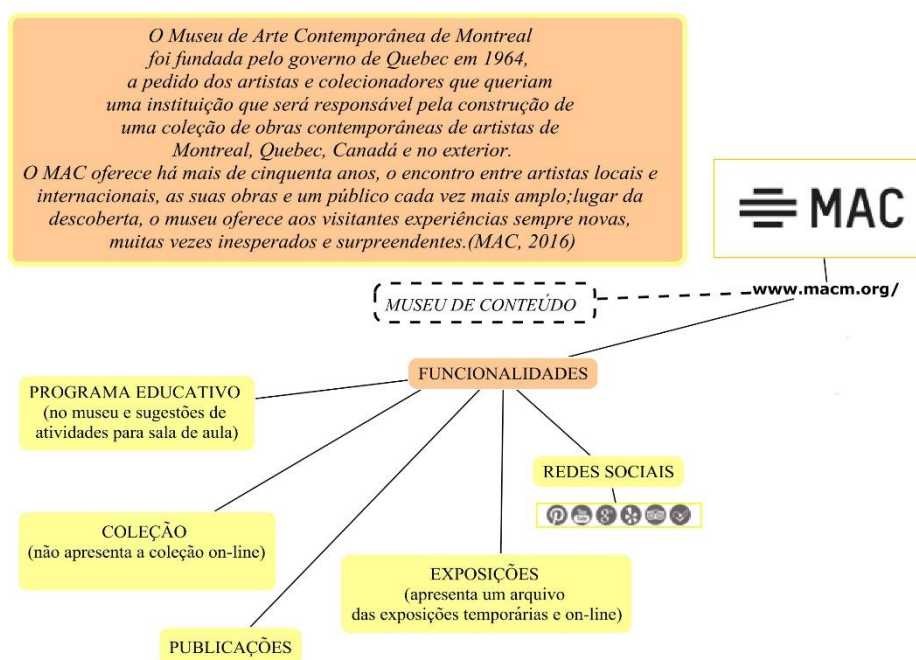 O Museu de Arte Contemporânea de Montreal
foi fundada pelo governo de Quebec em 1964,
a pedido dos artistas e colecionadores que queriam
uma instituição que será responsável pela construção de
uma coleção de obras contemporâneas de artistas de
Montreal, Quebec, Canadá e no exterior.
O MAC oferece há mais de cinquenta anos, o encontro entre artistas locais e
internacionais, as suas obras e um público cada vez mais amplo;lugar da
descoberta, o museu oferece aos visitantes experiências sempre novas,
muitas vezes inesperados e surpreendentes.(MAC, 2016)
MAC
www.macm.org/
MUSEU DE CONTEÚDO
FUNCIONALIDADES
PROGRAMA EDUCATIVO
(no museu e sugestões de
atividades para sala de aula)
REDES SOCIAIS
COLEÇÃO
(não apresenta a coleção on-line)
EXPOSIÇÕES
(apresenta um arquivo
das exposições temporárias e on-line)
PUBLICAÇÕES